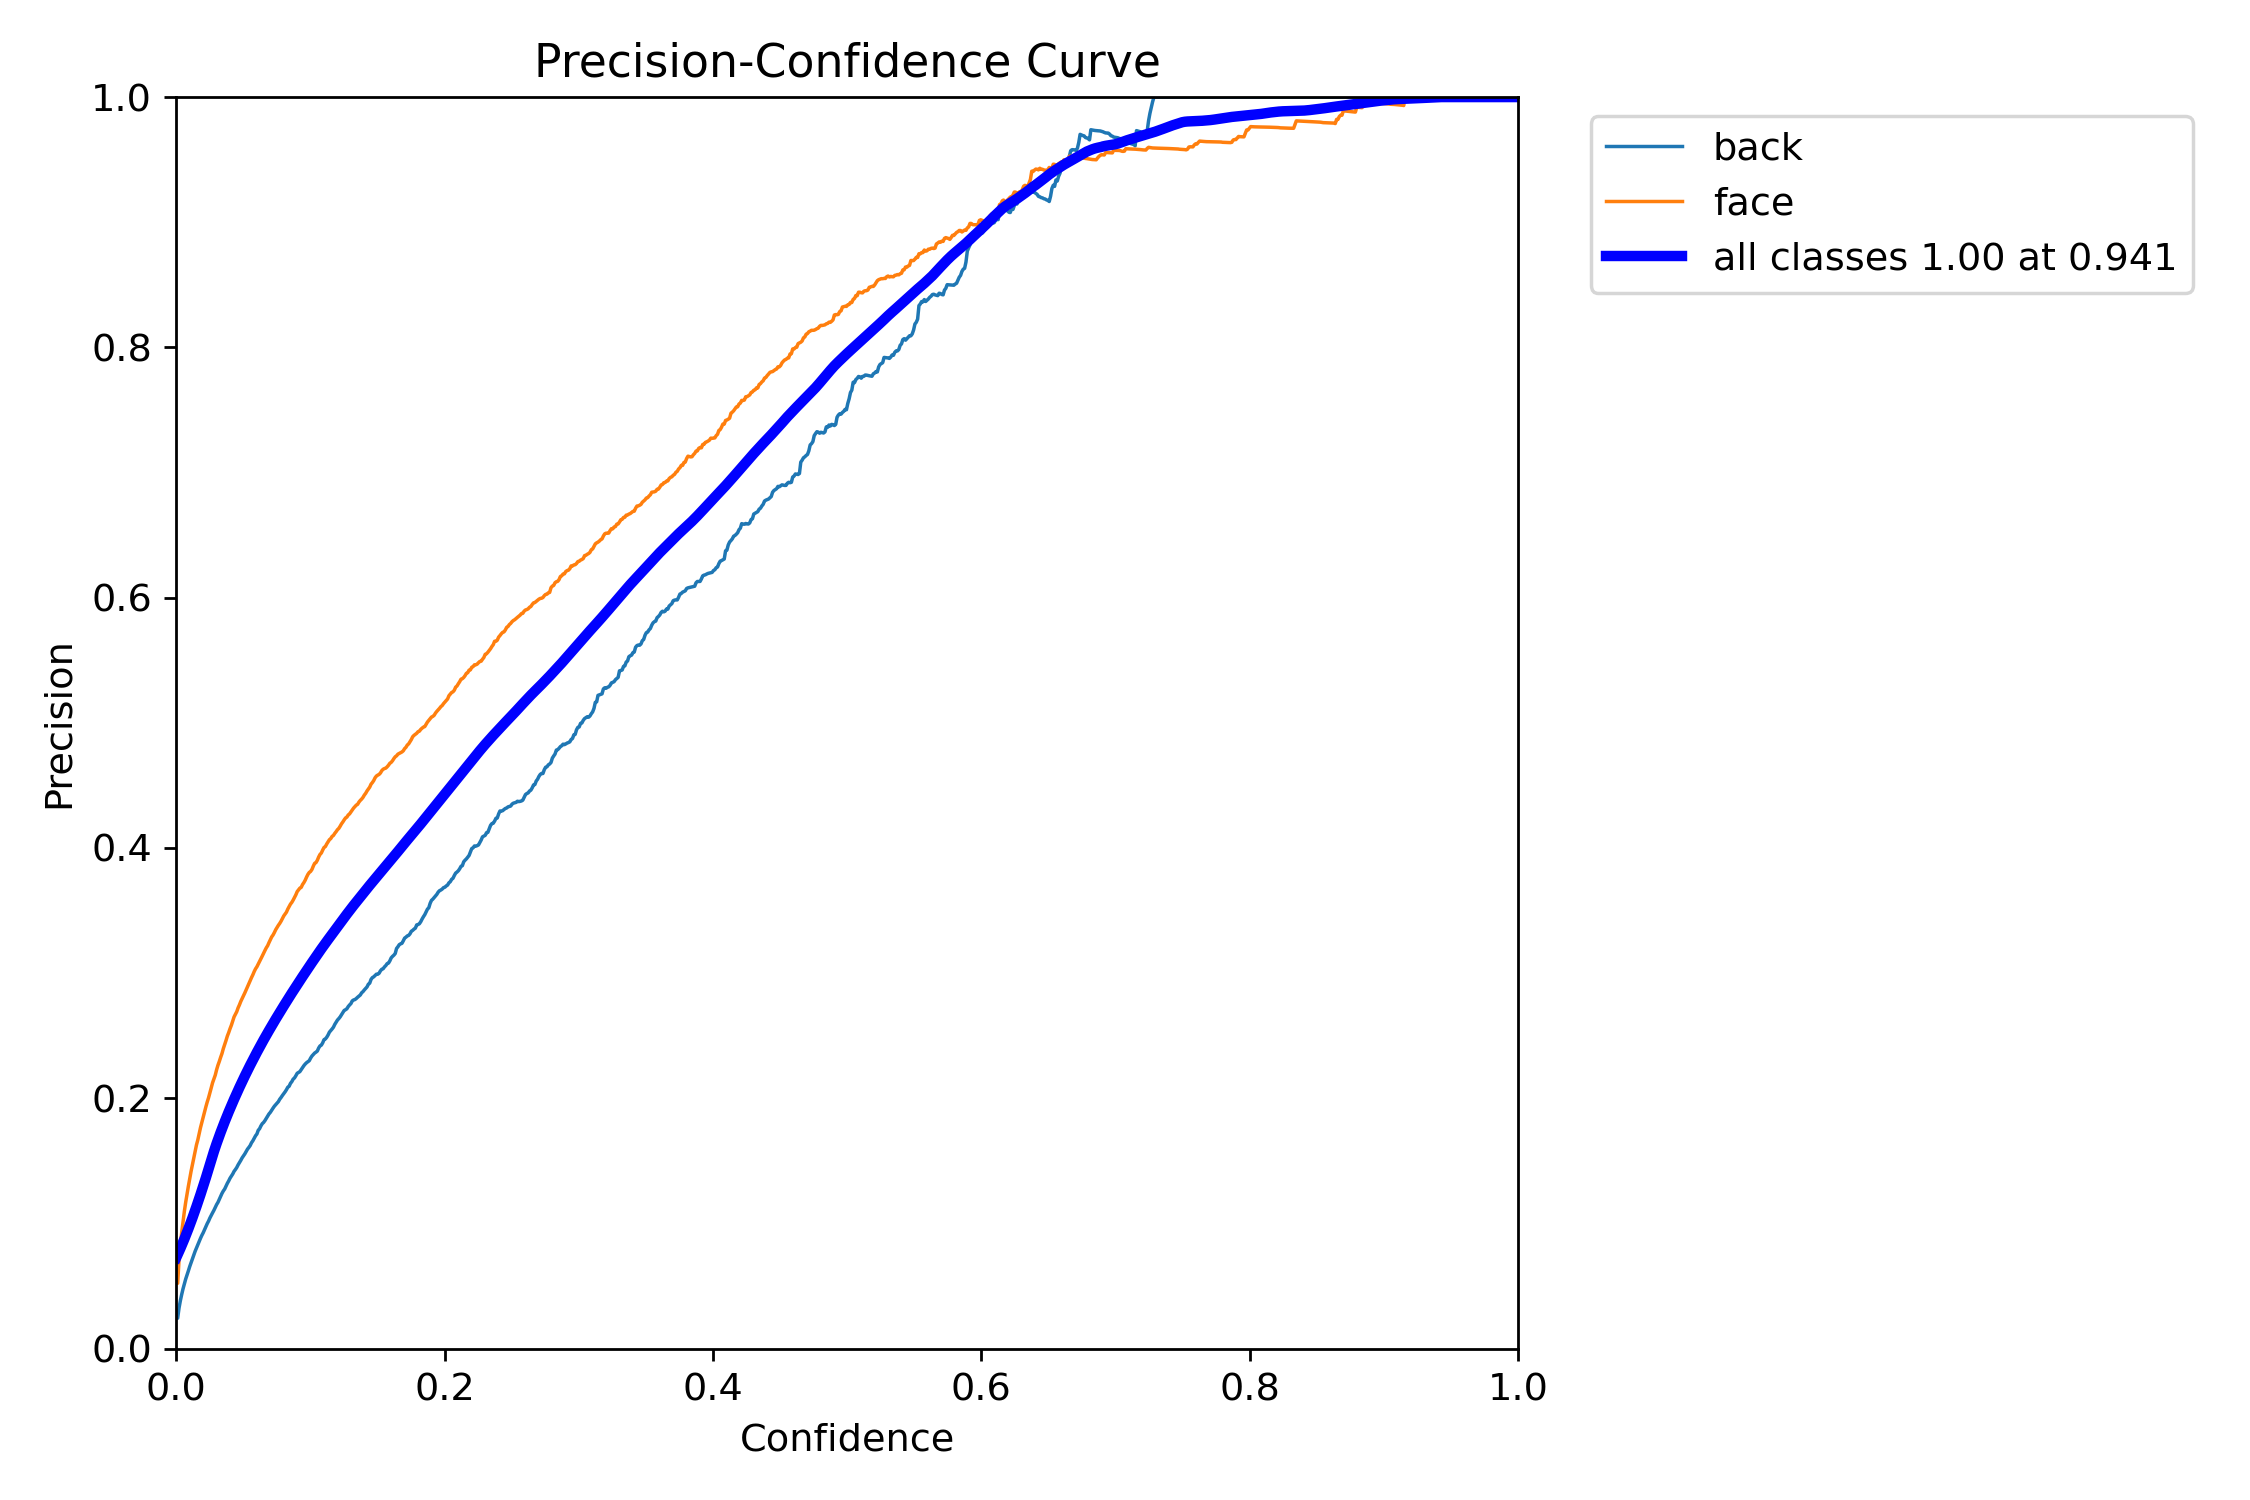 Precision-Confidence Curve
1.0
0.8
0.6
0.4
0.2
0.0
Precision
0.0 0.2 0.4 0.6 0.8 1.0
Confidence
back
face
all classes 1.00 at 0.941